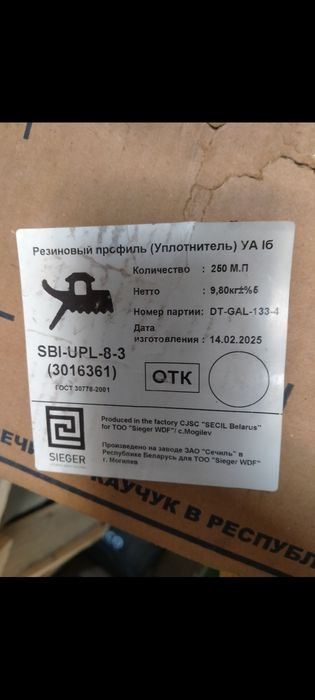 Резиновый профиль (Уплотнитель) УА Iб
Количество : 250 М.П
Нетто : 9,80кг±%5
Номер партии: DT-GAL-133-4
Дата
изготовления : 14.02.2025
SBI-UPL-8-3
(3016361)
ГОСТ 30778-2001
ОТК
SIEGER
Produced in the factory CJSC "SECIL Belarus"
for ТОО "Sieger WDF"/ c.Mogilev
Произведено на заводе ЗАО "Сечиль" в
Республике Беларусь для ТОО "Sieger WDF"
г. Могилев
КАУЧУК В РЕСПУБЛ